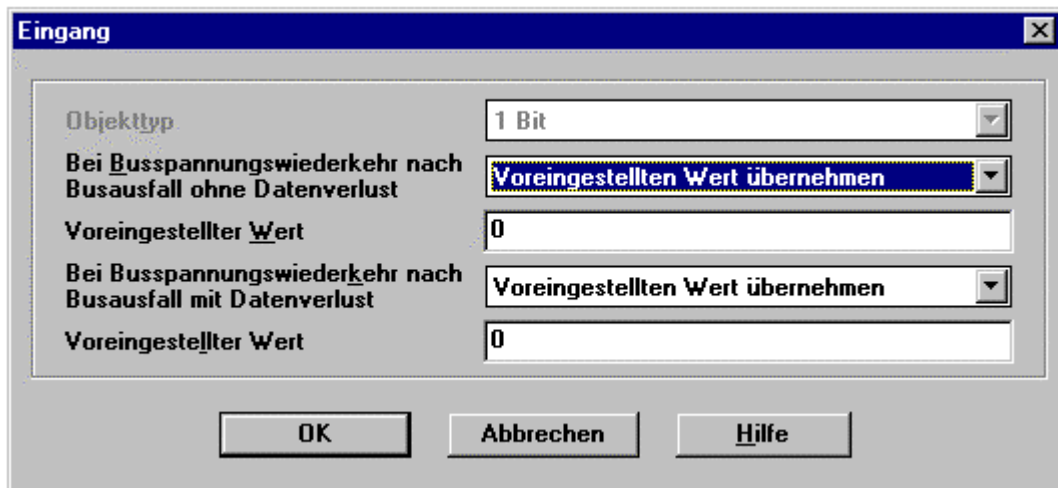 Eingang
Objekttyp
1 Bit
Bei Busspannungswiederkehr nach
Busausfall ohne Datenverlust
Voreingestellten Wert übernehmen
Voreingestellter Wert
0
Bei Busspannungswiederkehr nach
Busausfall mit Datenverlust
Voreingestellten Wert übernehmen
Voreingestellter Wert
0
OK
Abbrechen
Hilfe